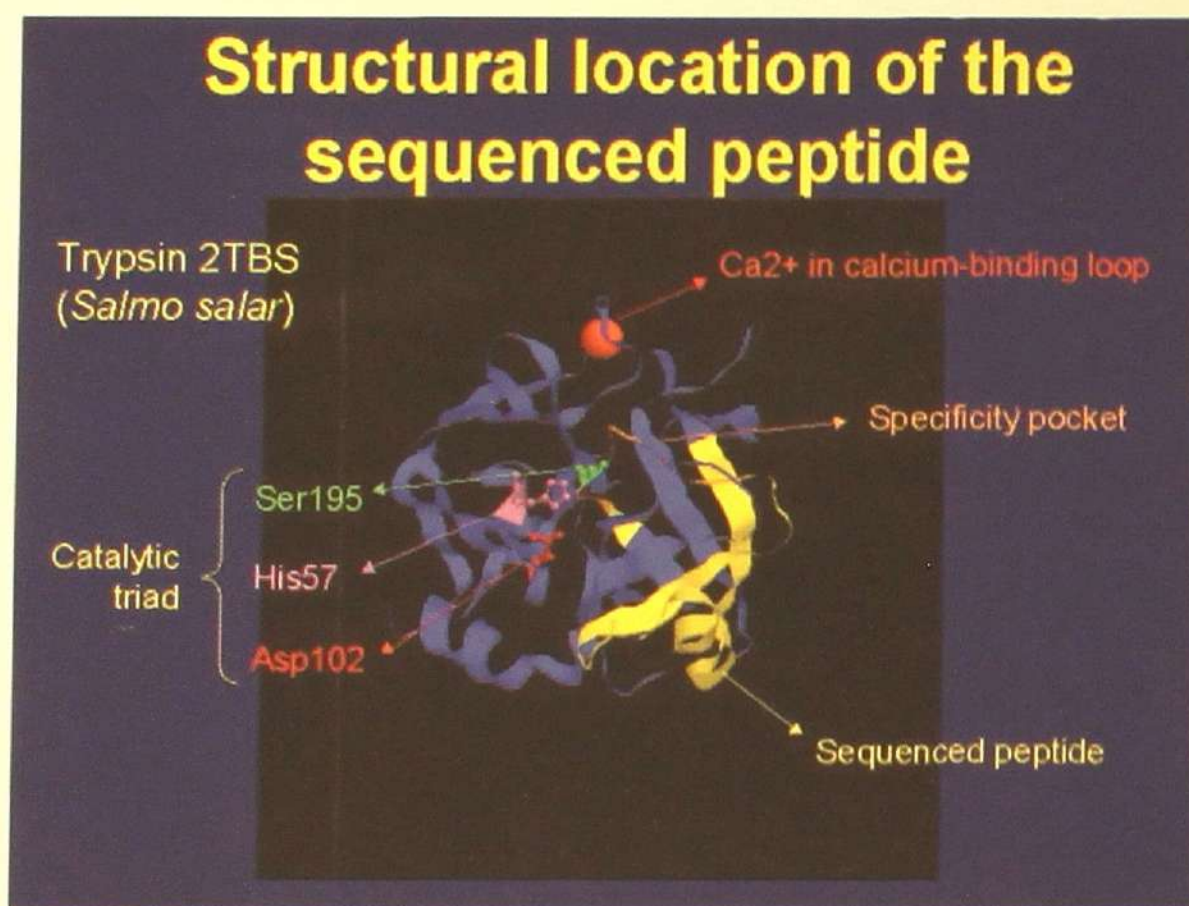 Structural location of the
sequenced peptide
Trypsin 2TBS
(Salmo salar)
Ca2+ in calcium-binding loop
Specificity pocket
Ser195
Catalytic
triad
His57
Asp102
Sequenced peptide